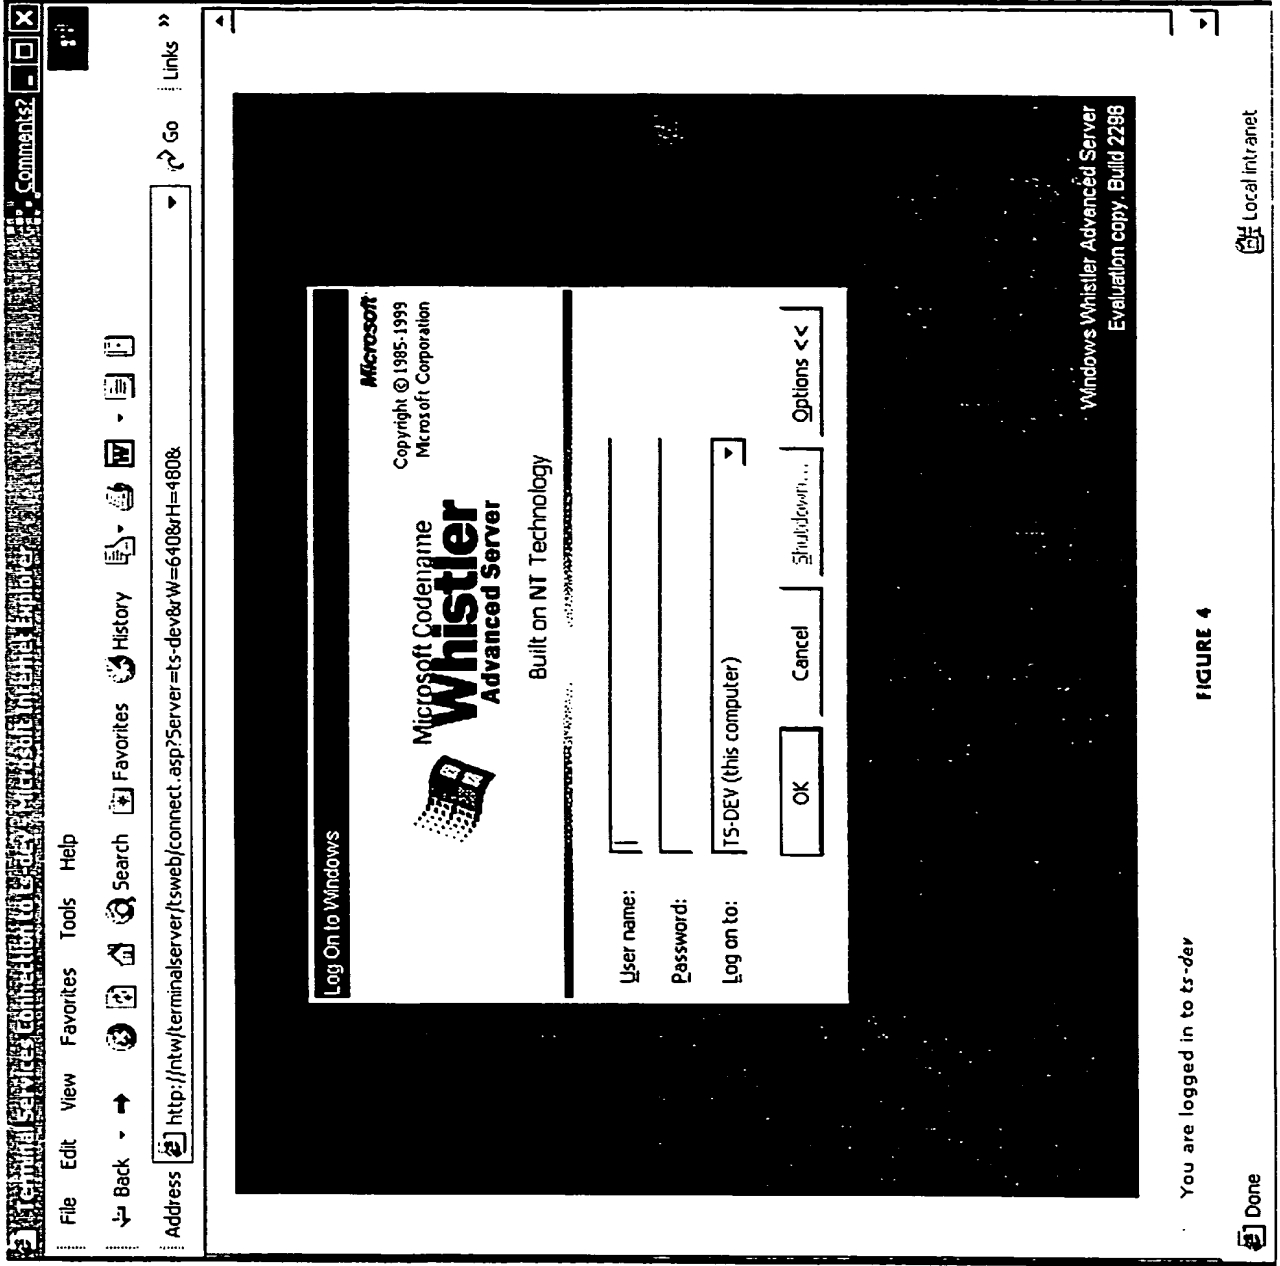 Terminal Services Connection to ts-dev - Microsoft Internet Explorer
Comments?
File Edit View Favorites Tools Help
Back Search Favorites History
Address http://ntw/terminalserver/tsweb/connect.asp?Server=ts-dev&rW=640&rH=480& Go Links »
Log On to Windows
Microsoft
Copyright © 1985-1999
Microsoft Corporation
Microsoft Codename
Whistler
Advanced Server
Built on NT Technology
User name:
Password:
Log on to: TS-DEV (this computer)
OK Cancel Shutdown... Options <<
Windows Whistler Advanced Server
Evaluation copy. Build 2298
You are logged in to ts-dev
FIGURE 4
Done Local intranet